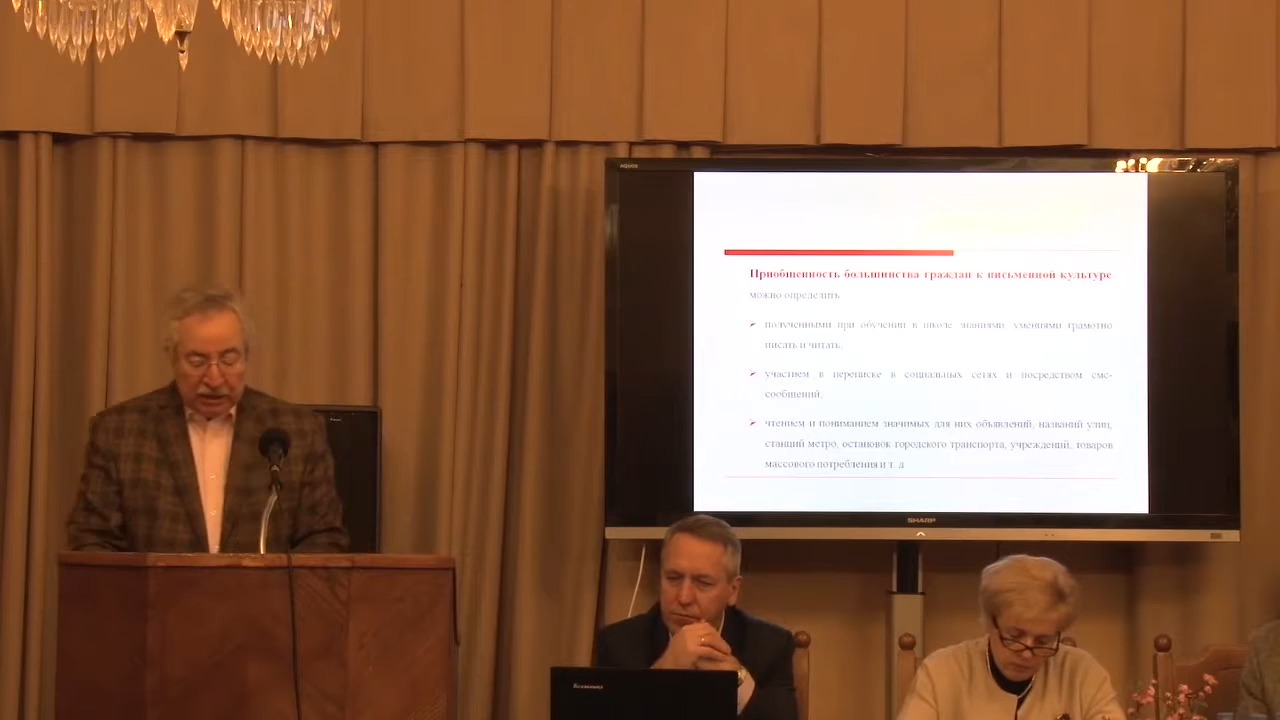 AQUOS
Приобщенность большинства граждан к письменной культуре
можно определить
полученными при обучении в школе знаниями, умениями грамотно
писать и читать;
участием в переписке в социальных сетях и посредством смс-
сообщений;
чтением и пониманием значимых для них объявлений, названий улиц,
станций метро, остановок городского транспорта, учреждений, товаров
массового потребления и т. д
SHARP
lenovo